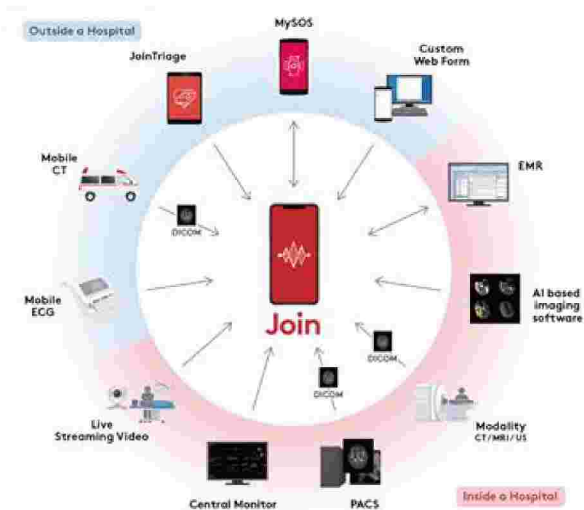 MySOS
Outside a Hospital
JoinTriage
Custom
Web Form
Mobile
CT
EMR
DICOM
Mobile
ECG
Join
AI based
imaging
software
DICOM
DICOM
Live
Streaming Video
Modality
CT/MRI/US
Central Monitor
PACS
Inside a Hospital